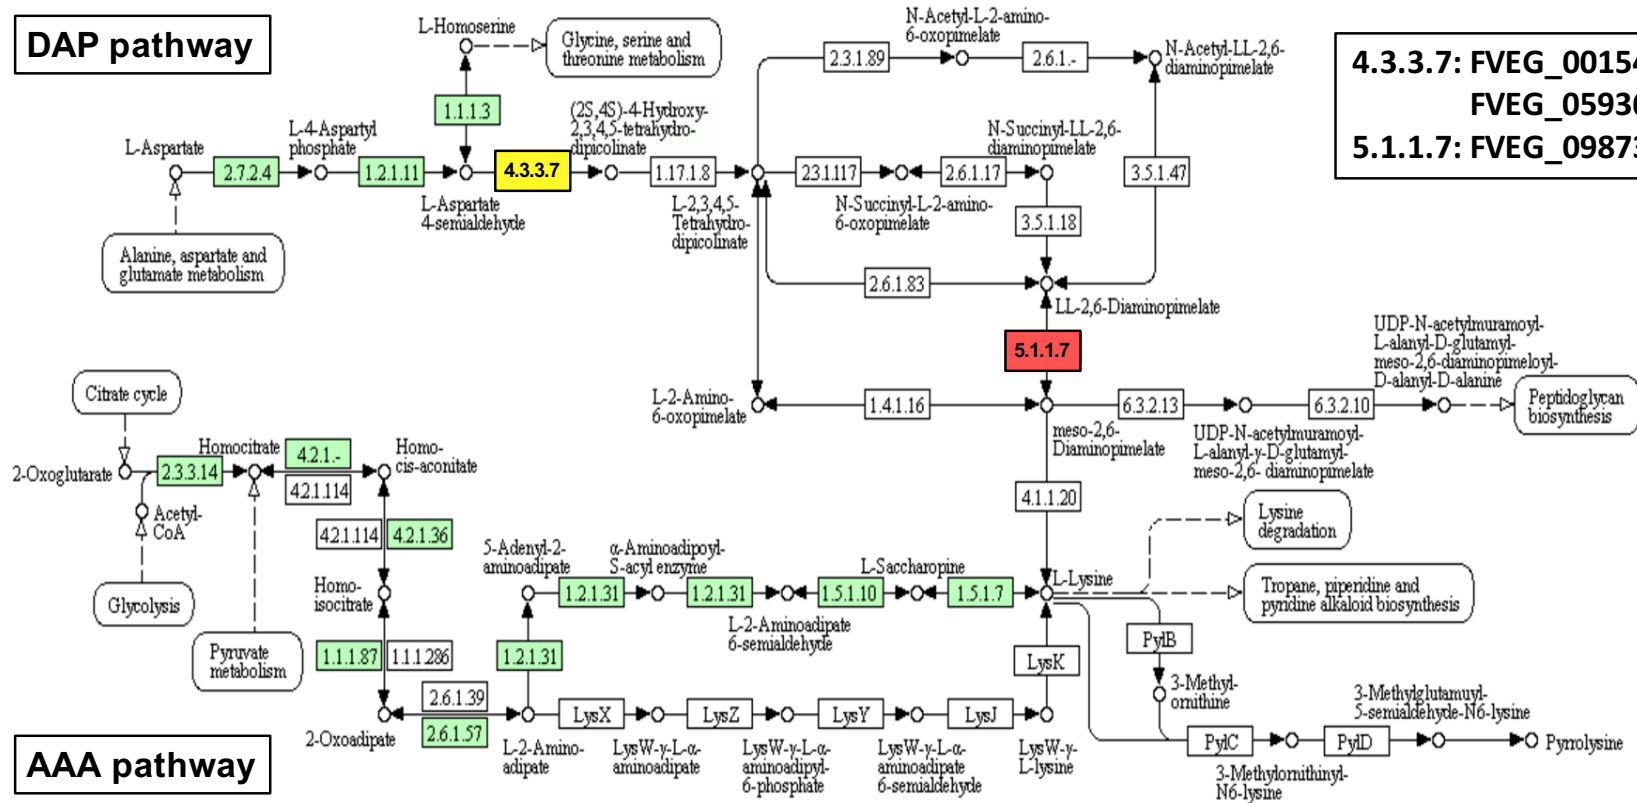 DAP pathway
L-Homoserine
Glycine, serine and
threonine metabolism
N-Acetyl-L-2-amino-
6-oxopimelate
2.3.1.89
2.6.1.-
N-Acetyl-LL-2,6-
diaminopimelate
4.3.3.7: FVEG_00154
FVEG_0593
5.1.1.7: FVEG_09873
1.1.1.3
(2S,4S)-4-Hydroxy-
2,3,4,5-tetrahydro-
dipicolinate
L-4-Aspartyl
phosphate
L-Aspartate
2.7.2.4
1.2.1.11
4.3.3.7
1.17.1.8
2.3.1.117
2.6.1.17
N-Succinyl-LL-2,6-
diaminopimelate
3.5.1.47
L-Aspartate
4-semialdehyde
L-2,3,4,5-
Tetrahydro-
dipicolinate
N-Succinyl-L-2-amino-
6-oxopimelate
3.5.1.18
Alanine, aspartate and
glutamate metabolism
2.6.1.83
LL-2,6-Diaminopimelate
5.1.1.7
UDP-N-acetylmuramoyl-
L-alanyl-D-glutamyl-
meso-2,6-diaminopimeloyl-
D-alanyl-D-alanine
Citrate cycle
L-2-Amino-
6-oxopimelate
1.4.1.16
6.3.2.13
6.3.2.10
Peptidoglycan
biosynthesis
meso-2,6-
Diaminopimelate
UDP-N-acetylmuramoyl-
L-alanyl-γ-D-glutamyl-
meso-2,6- diaminopimelate
Homocitrate
4.2.1.-
Homo-
cis-aconitate
2-Oxoglutarate
2.3.3.14
4.2.1.114
4.1.1.20
Acetyl-
CoA
4.2.1.114
4.2.1.36
Lysine
degradation
5-Adenyl-2-
aminoadipate
α-Aminoadipoyl-
S-acyl enzyme
L-Saccharopine
L-Lysine
Glycolysis
Homo-
isocitrate
1.2.1.31
1.2.1.31
1.5.1.10
1.5.1.7
Tropane, piperidine and
pyridine alkaloid biosynthesis
L-2-Aminoadipate
6-semialdehyde
Pyruvate
metabolism
1.1.1.87
1.1.1.286
1.2.1.31
LysK
PylB
2.6.1.39
3-Methyl-
ornithine
2-Oxoadipate
2.6.1.57
LysX
LysZ
LysY
LysJ
3-Methylglutamuyl-
5-semialdehyde-N6-lysine
L-2-Amino-
adipate
LysW-γ-L-α-
aminoadipate
LysW-γ-L-α-
aminoadipyl-
6-phosphate
LysW-γ-L-α-
aminoadipate
6-semialdehyde
LysW-γ-
L-lysine
PylC
PylD
Pyrrolysine
3-Methylornithinyl-
N6-lysine
AAA pathway